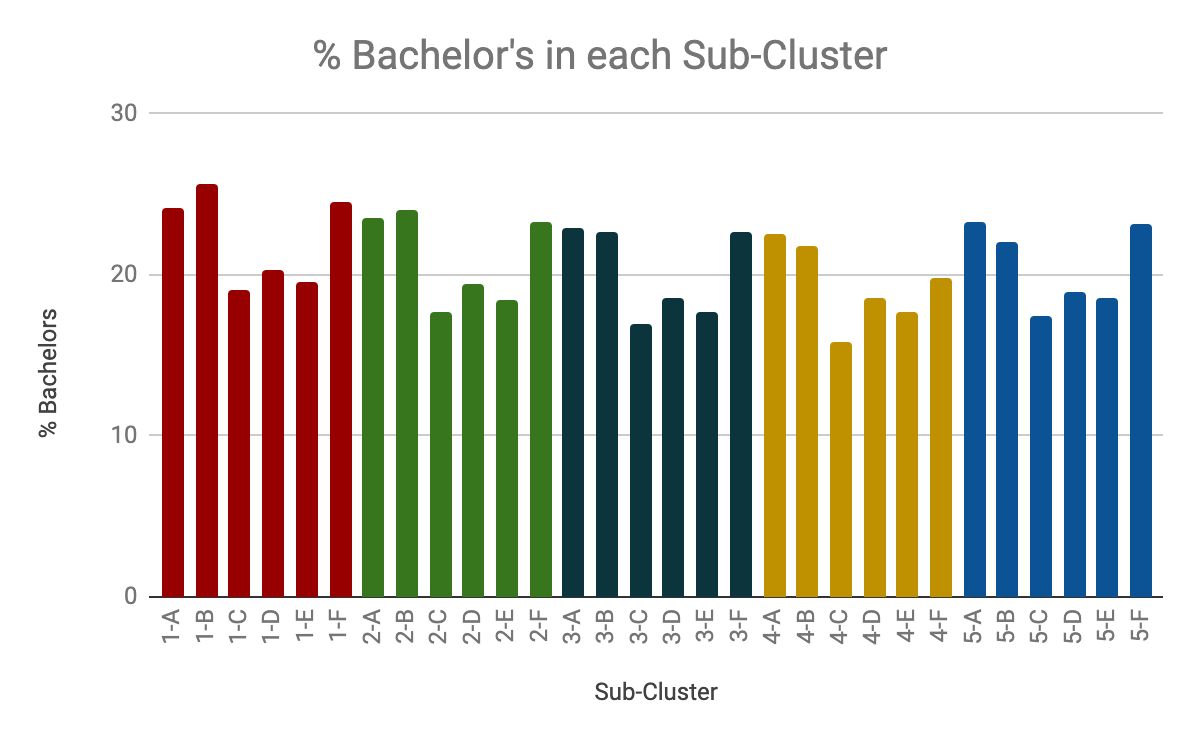 % Bachelor's in each Sub-Cluster
30
20
10
0
% Bachelors
1-A
1-B
1-C
1-D
1-E
1-F
2-A
2-B
2-C
2-D
2-E
2-F
3-A
3-B
3-C
3-D
3-E
3-F
4-A
4-B
4-C
4-D
4-E
4-F
5-A
5-B
5-C
5-D
5-E
5-F
Sub-Cluster